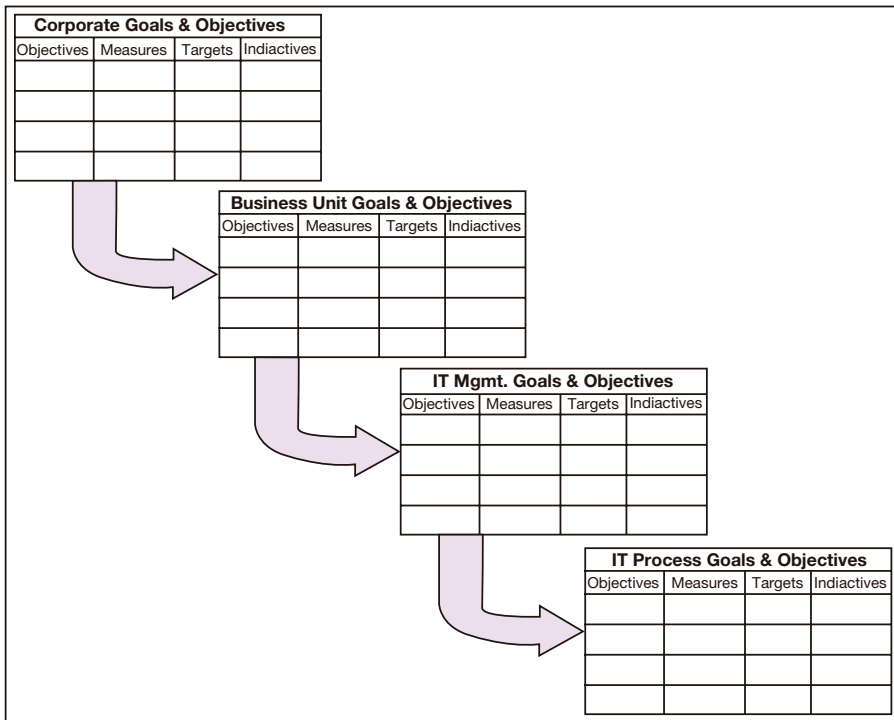 Corporate Goals & Objectives
Objectives Measures Targets Indiactives
Business Unit Goals & Objectives
Objectives Measures Targets Indiactives
IT Mgmt. Goals & Objectives
Objectives Measures Targets Indiactives
IT Process Goals & Objectives
Objectives Measures Targets Indiactives